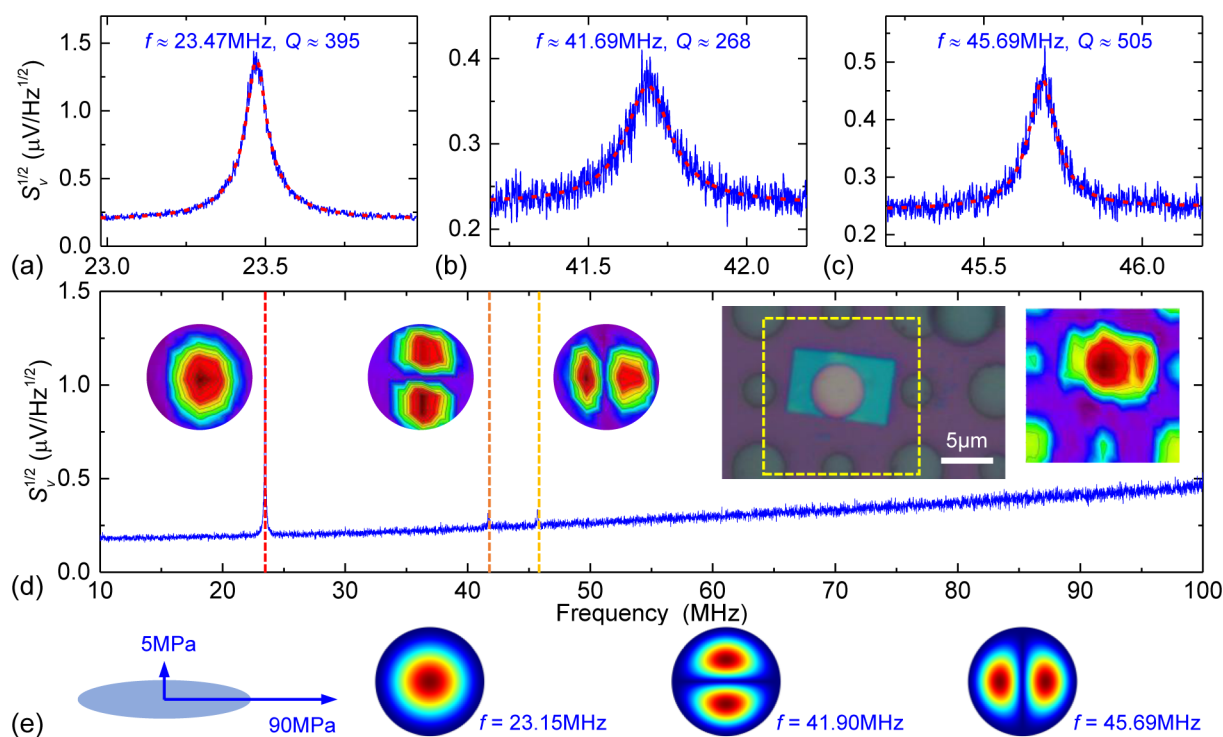 f ≈ 23.47MHz, Q ≈ 395
f ≈ 41.69MHz, Q ≈ 268
f ≈ 45.69MHz, Q ≈ 505
S_v^1/2 (μV/Hz^1/2)
1.5
1.0
0.5
0.0
0.4
0.3
0.2
0.5
0.4
0.3
0.2
(a) 23.0 23.5
(b) 41.5 42.0
(c) 45.5 46.0
S_v^1/2 (μV/Hz^1/2)
1.5
1.0
0.5
0.0
5μm
(d) 10 20 30 40 50 60 70 80 90 100
Frequency (MHz)
5MPa
90MPa
f = 23.15MHz
f = 41.90MHz
f = 45.69MHz
(e)